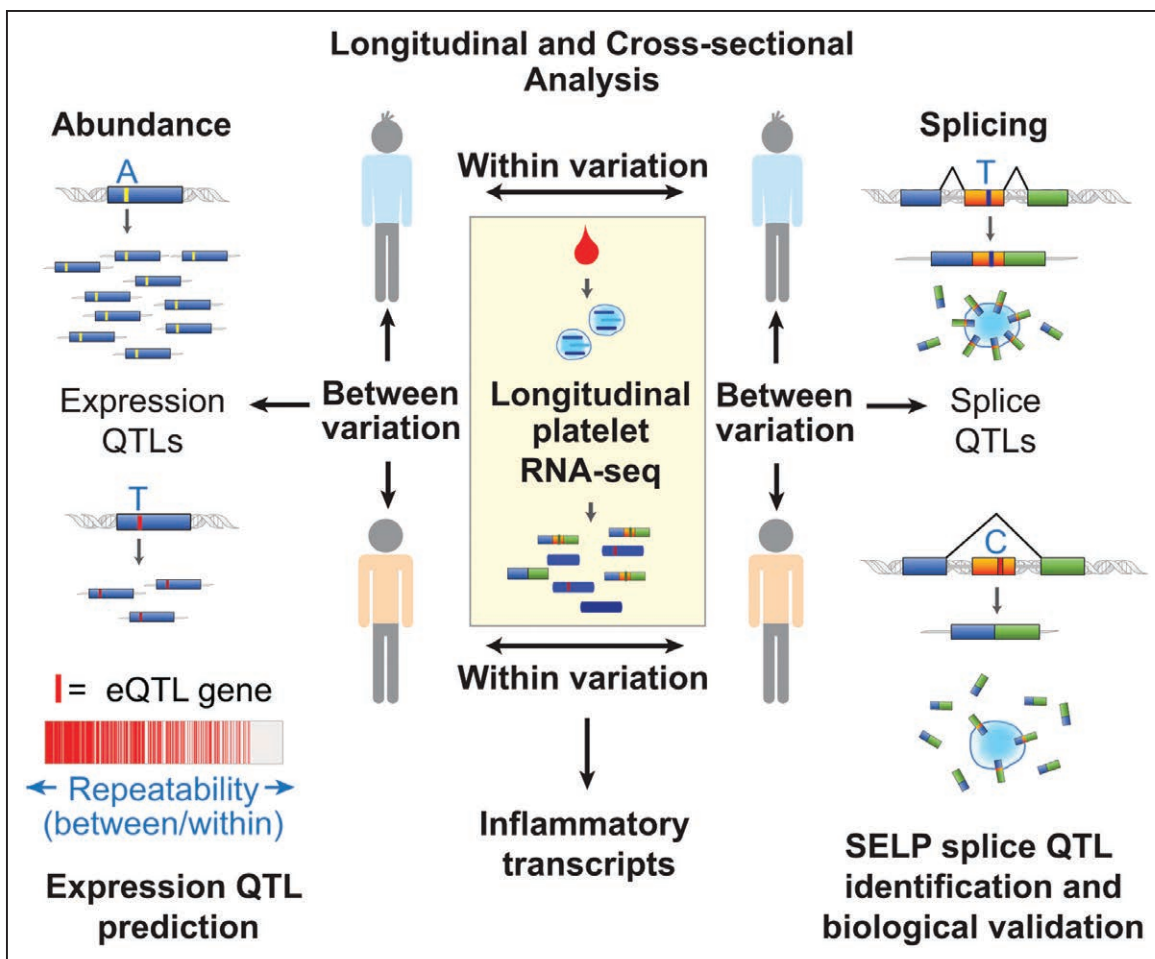 Longitudinal and Cross-sectional
Analysis
Abundance
A
Expression
QTLs
T
I= eQTL gene
Repeatability
(between/within)
Expression QTL
prediction
Within variation
Between
variation
Longitudinal
platelet
RNA-seq
Between
variation
Within variation
Inflammatory
transcripts
Splicing
T
Splice
QTLs
C
SELP splice QTL
identification and
biological validation